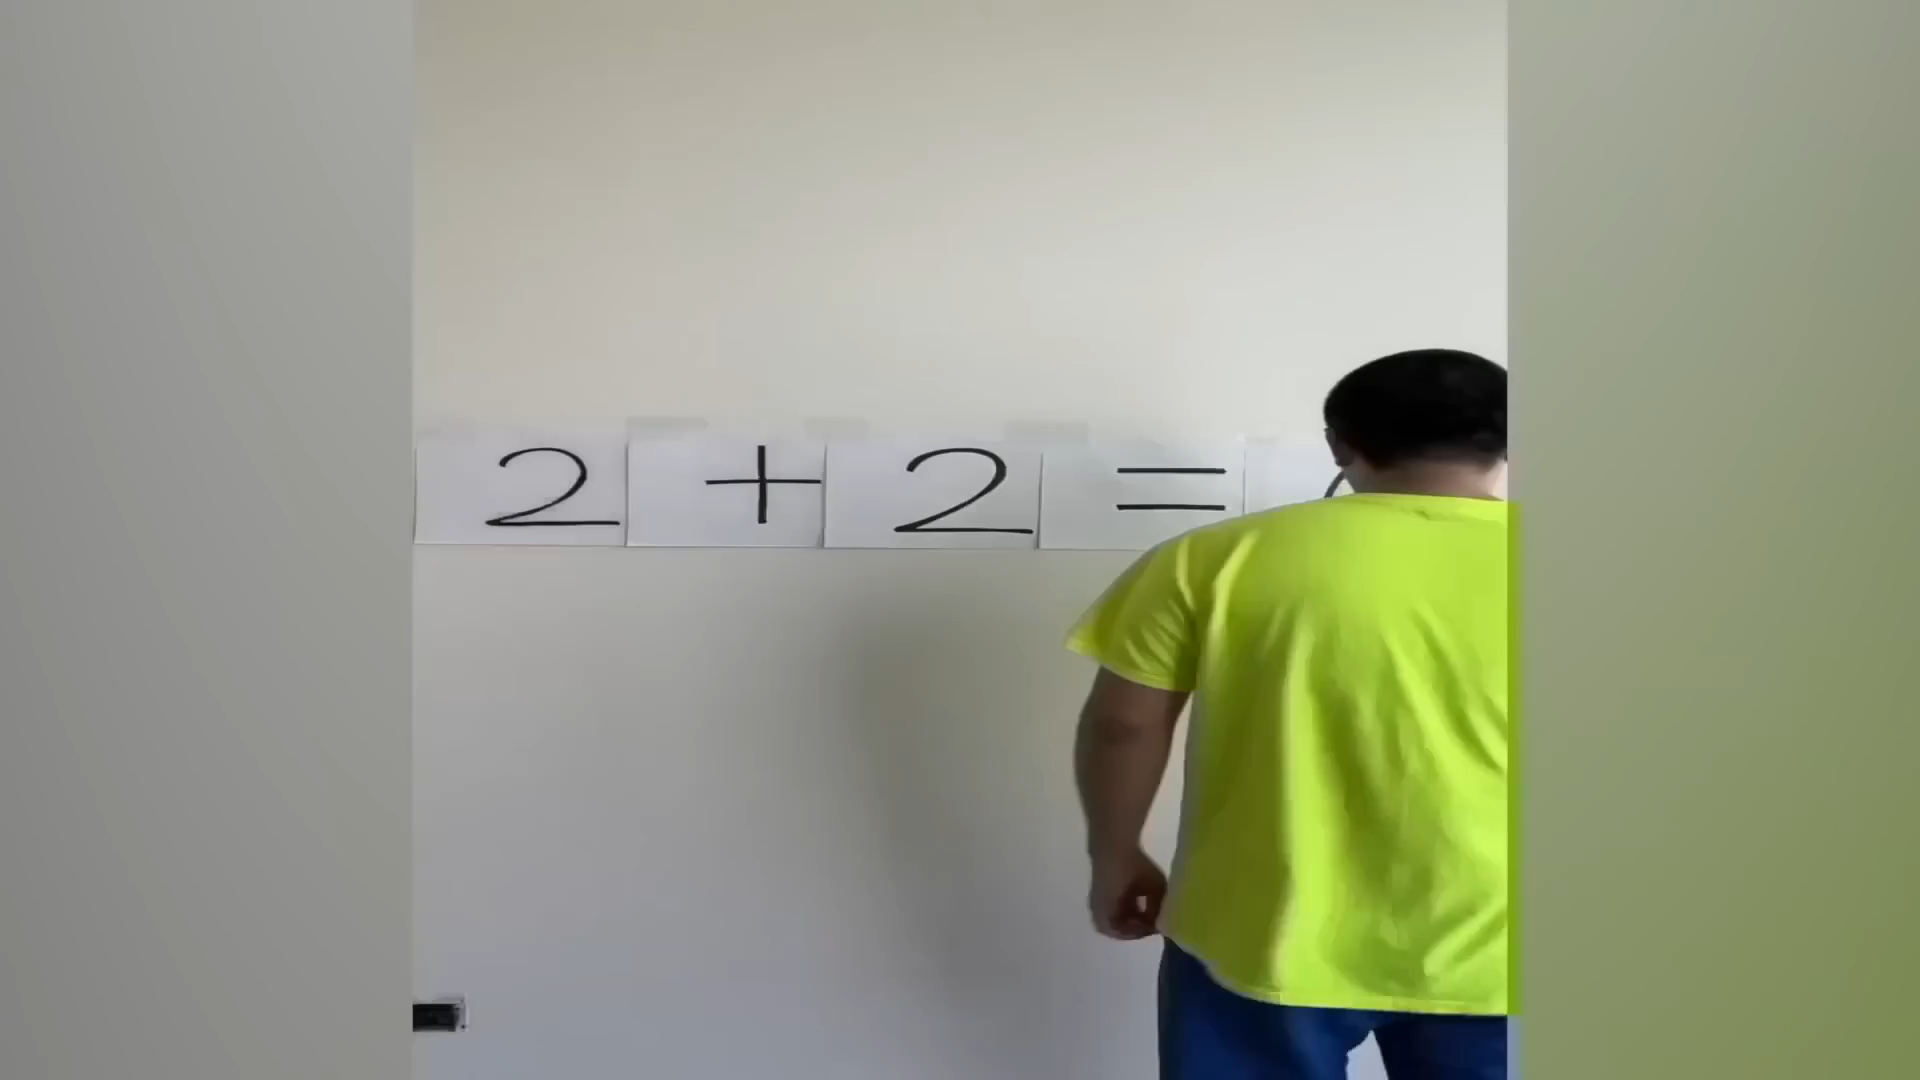 2 + 2 =